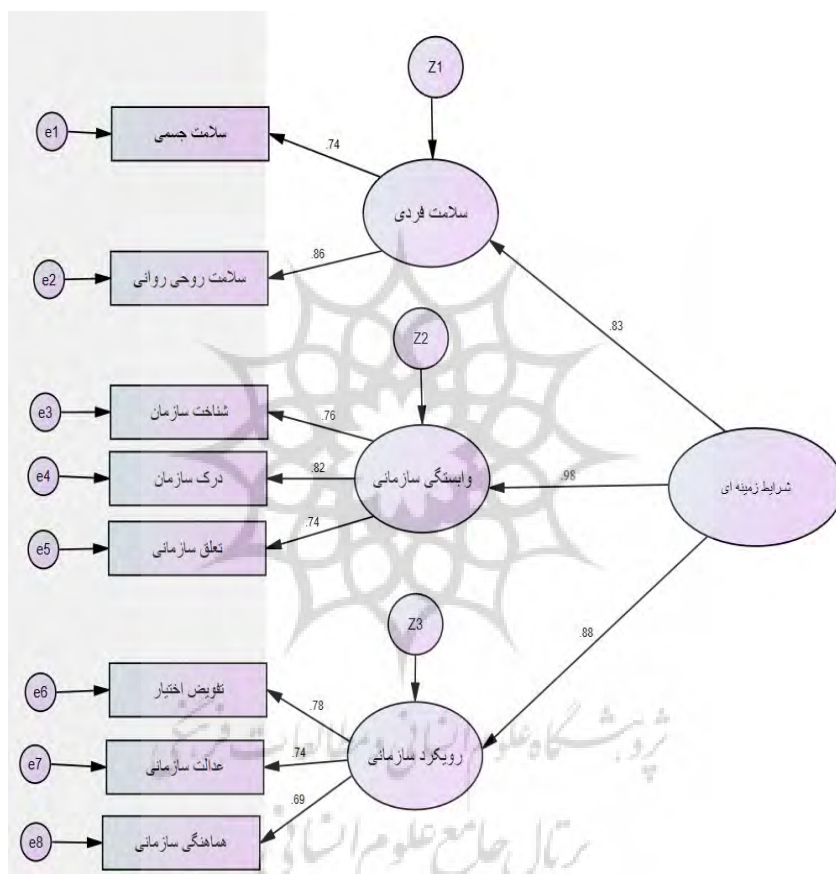 Z1
e1
سلامت جسمی
.74
سلامت فردی
e2
سلامت روحی روانی
.86
.83
Z2
e3
شناخت سازمان
.76
e4
درک سازمان
.82
وابستگی سازمانی
.98
شرایط زمینه ای
e5
تعلق سازمانی
.74
Z3
.88
e6
تفویض اختیار
.78
e7
عدالت سازمانی
.74
رویکرد سازمانی
e8
هماهنگی سازمانی
.69
پژوهشگاه علوم انسانی و مطالعات فرهنگی
پرتال جامع علوم انسانی